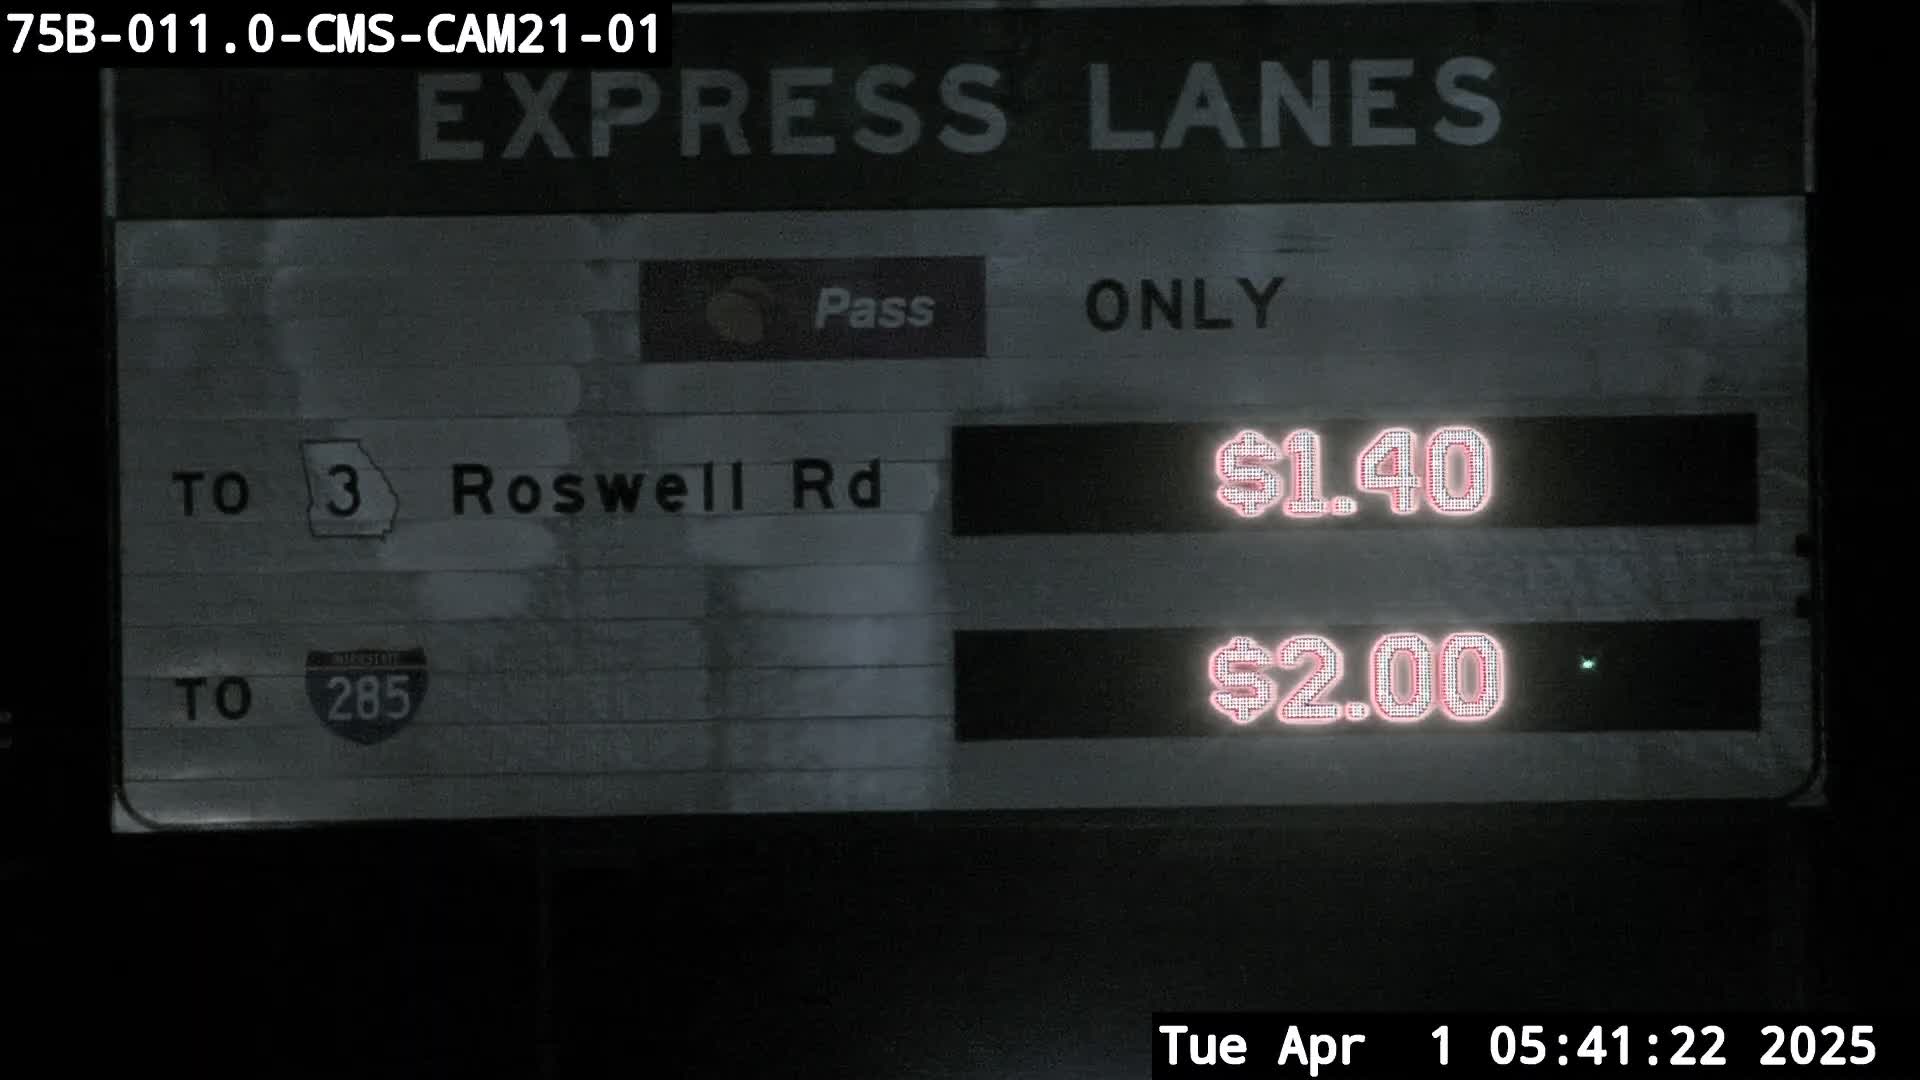 75B-011.0-CMS-CAM21-01
EXPRESS LANES
Pass ONLY
TO 3 Roswell Rd $1.40
INTERSTATE
TO 285 $2.00
Tue Apr 1 05:41:22 2025